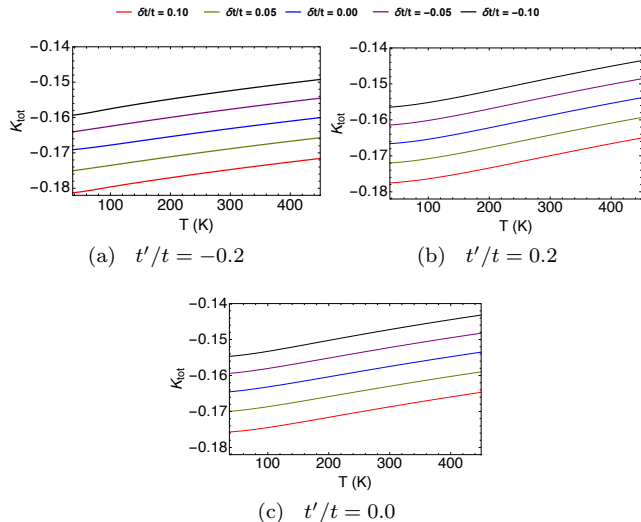 δt/t = 0.10 δt/t = 0.05 δt/t = 0.00 δt/t = −0.05 δt/t = −0.10
−0.14
−0.15
−0.16
−0.17
−0.18
K_tot
100 200 300 400
T (K)
(a) t′/t = −0.2
−0.14
−0.15
−0.16
−0.17
−0.18
K_tot
100 200 300 400
T (K)
(b) t′/t = 0.2
−0.14
−0.15
−0.16
−0.17
−0.18
K_tot
100 200 300 400
T (K)
(c) t′/t = 0.0